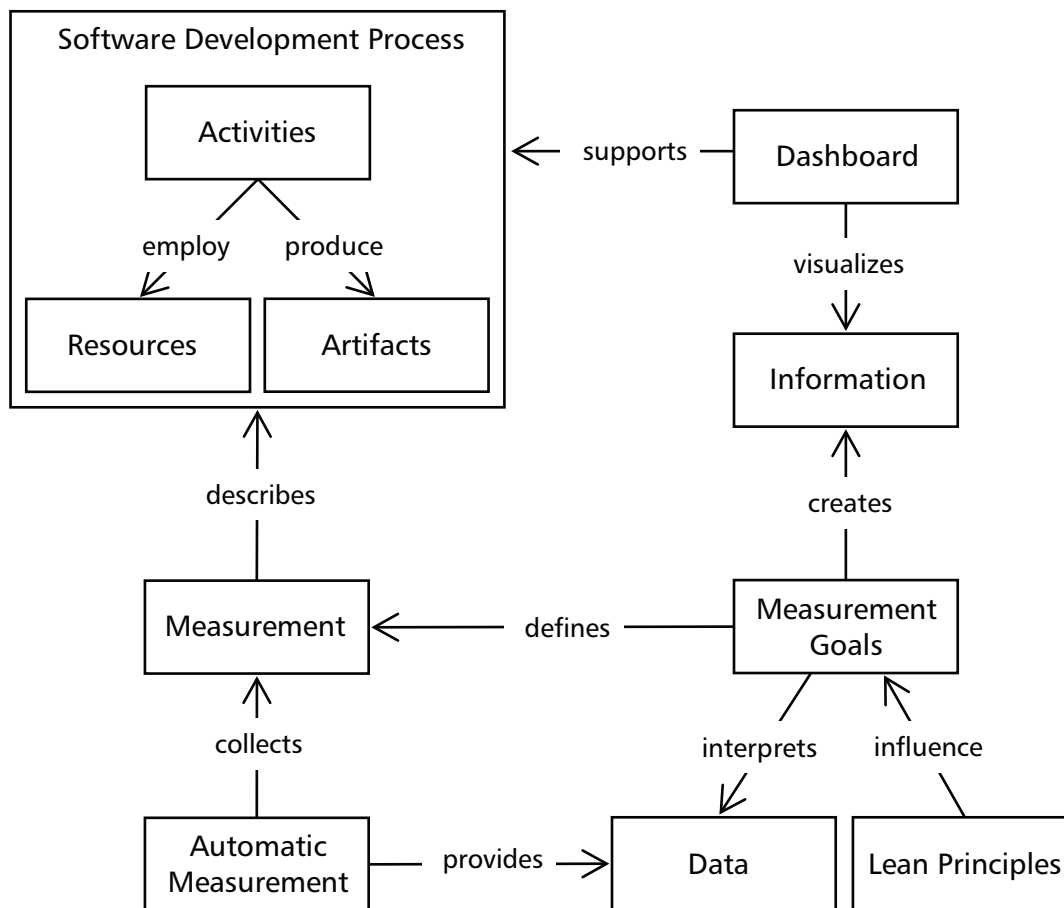 Software Development Process
Activities
supports
Dashboard
employ
produce
visualizes
Resources
Artifacts
Information
describes
creates
Measurement
defines
Measurement
Goals
collects
interprets
influence
Automatic
Measurement
provides
Data
Lean Principles